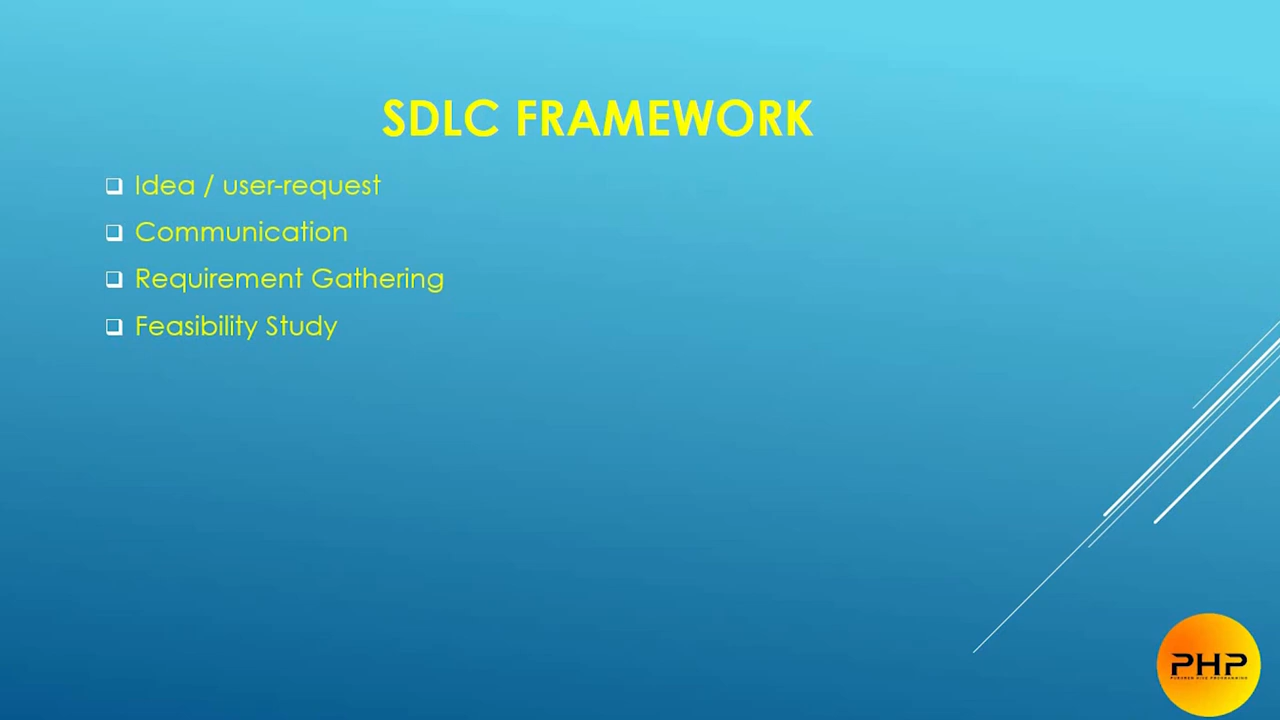 SDLC FRAMEWORK
Idea / user-request
Communication
Requirement Gathering
Feasibility Study
PHP